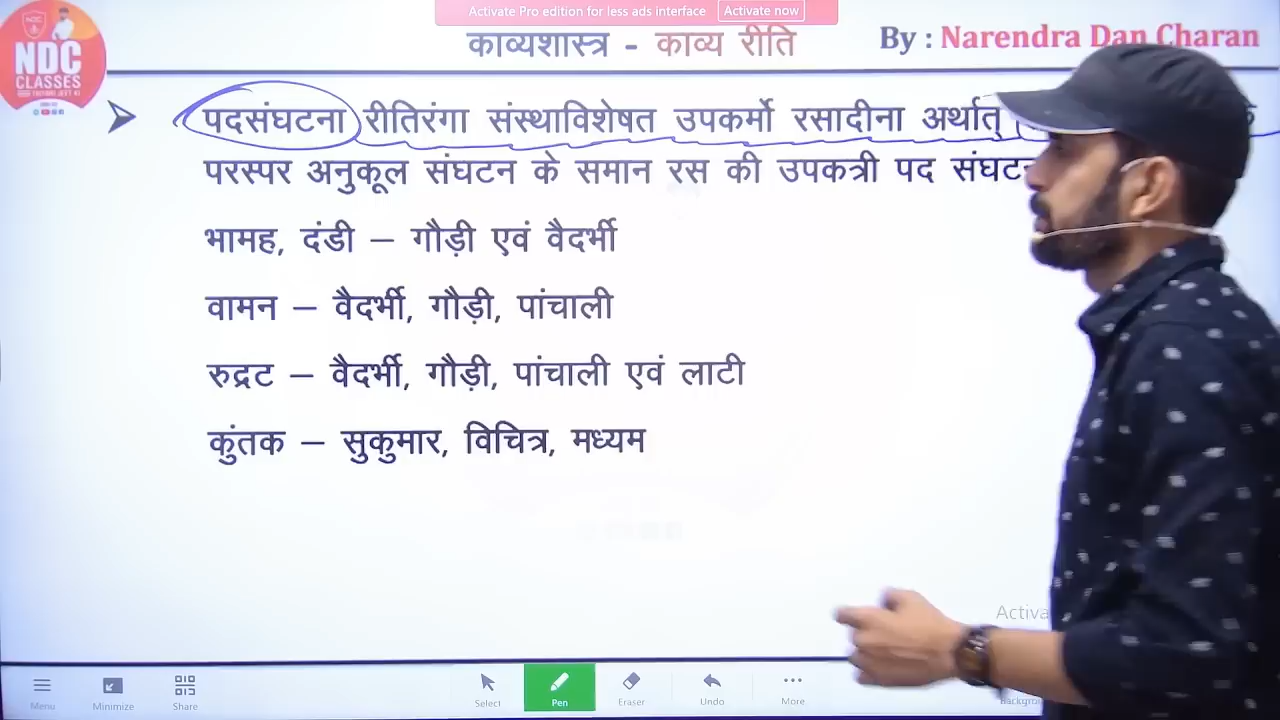 Activate Pro edition for less ads interface Activate now
काव्यशास्त्र - काव्य रीति
By : Narendra Dan Charan
NDC
CLASSES
पदसंघटना रीतिरंगा संस्थाविशेषत उपकर्मो रसादीना अर्थात्
परस्पर अनुकूल संघटन के समान रस की उपकत्री पद
भामह, दंडी – गौड़ी एवं वैदर्भी
वामन – वैदर्भी, गौड़ी, पांचाली
रुद्रट – वैदर्भी, गौड़ी, पांचाली एवं लाटी
कुंतक – सुकुमार, विचित्र, मध्यम
Menu Minimize Share Select Pen Eraser Undo More